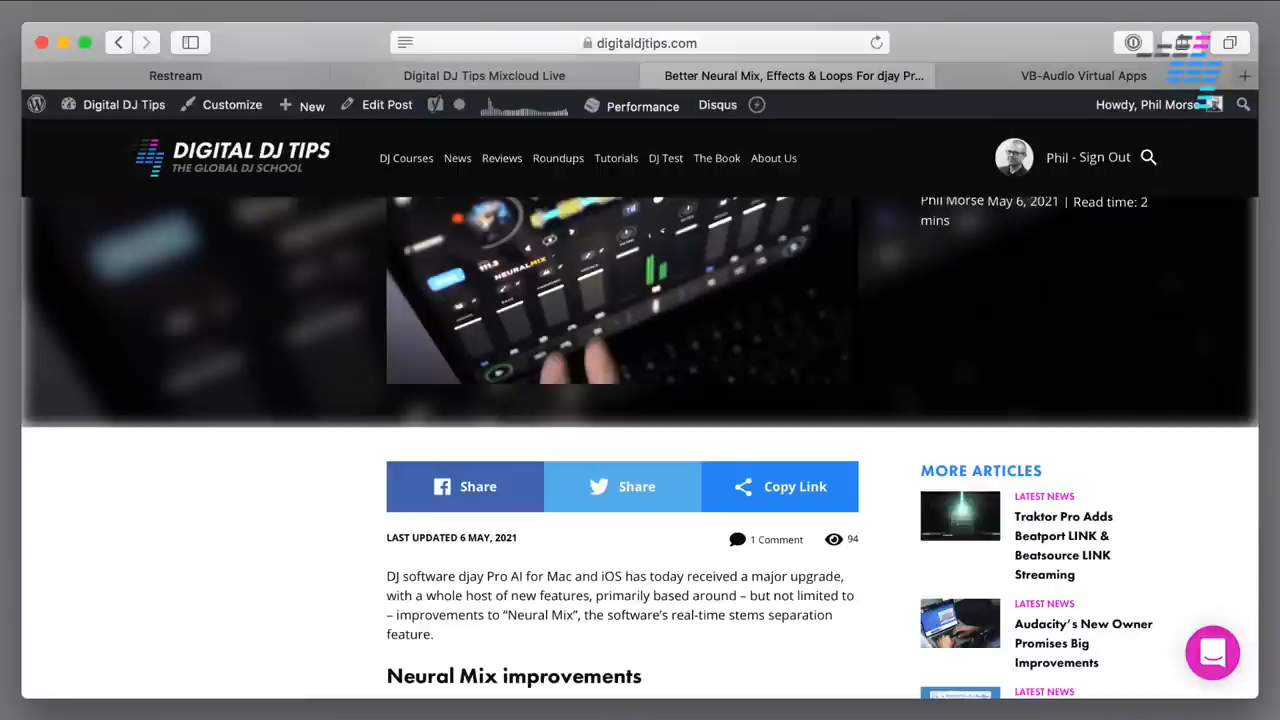 digitaldjtips.com
Restream
Digital DJ Tips Mixcloud Live
Better Neural Mix, Effects & Loops For djay Pr...
VB-Audio Virtual Apps
Digital DJ Tips
Customize
New
Edit Post
Performance
Disqus
Howdy, Phil Morse
DIGITAL DJ TIPS
THE GLOBAL DJ SCHOOL
DJ Courses
News
Reviews
Roundups
Tutorials
DJ Test
The Book
About Us
Phil - Sign Out
Phil Morse May 6, 2021 | Read time: 2
mins
111.3
NEURALMIX
Share
Share
Copy Link
LAST UPDATED 6 MAY, 2021
1 Comment
94
DJ software djay Pro AI for Mac and iOS has today received a major upgrade,
with a whole host of new features, primarily based around – but not limited to
– improvements to “Neural Mix”, the software’s real-time stems separation
feature.
Neural Mix improvements
MORE ARTICLES
LATEST NEWS
Traktor Pro Adds
Beatport LINK &
Beatsource LINK
Streaming
LATEST NEWS
Audacity’s New Owner
Promises Big
Improvements
LATEST NEWS